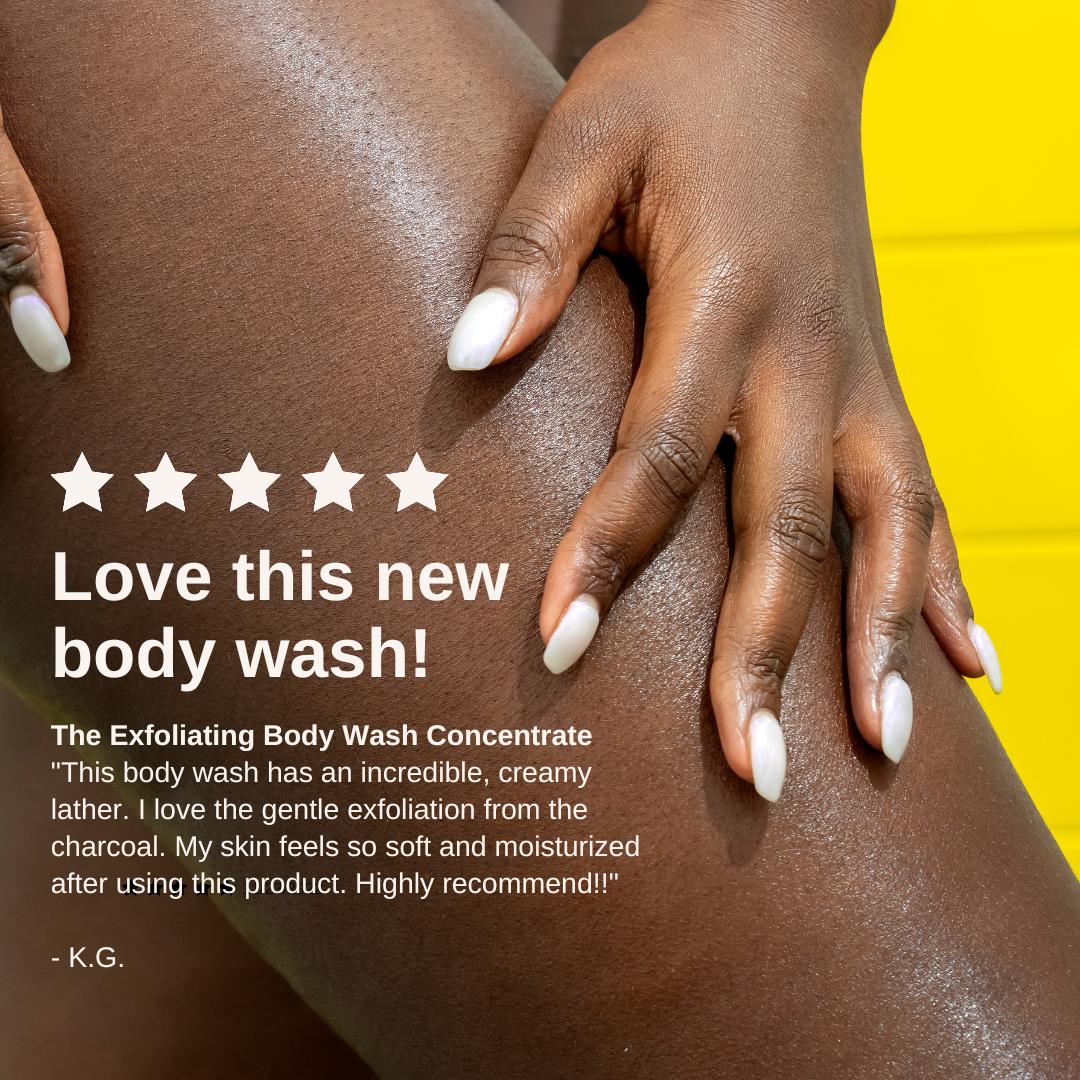 Love this new
body wash!
The Exfoliating Body Wash Concentrate
"This body wash has an incredible, creamy
lather. I love the gentle exfoliation from the
charcoal. My skin feels so soft and moisturized
after using this product. Highly recommend!!"
- K.G.